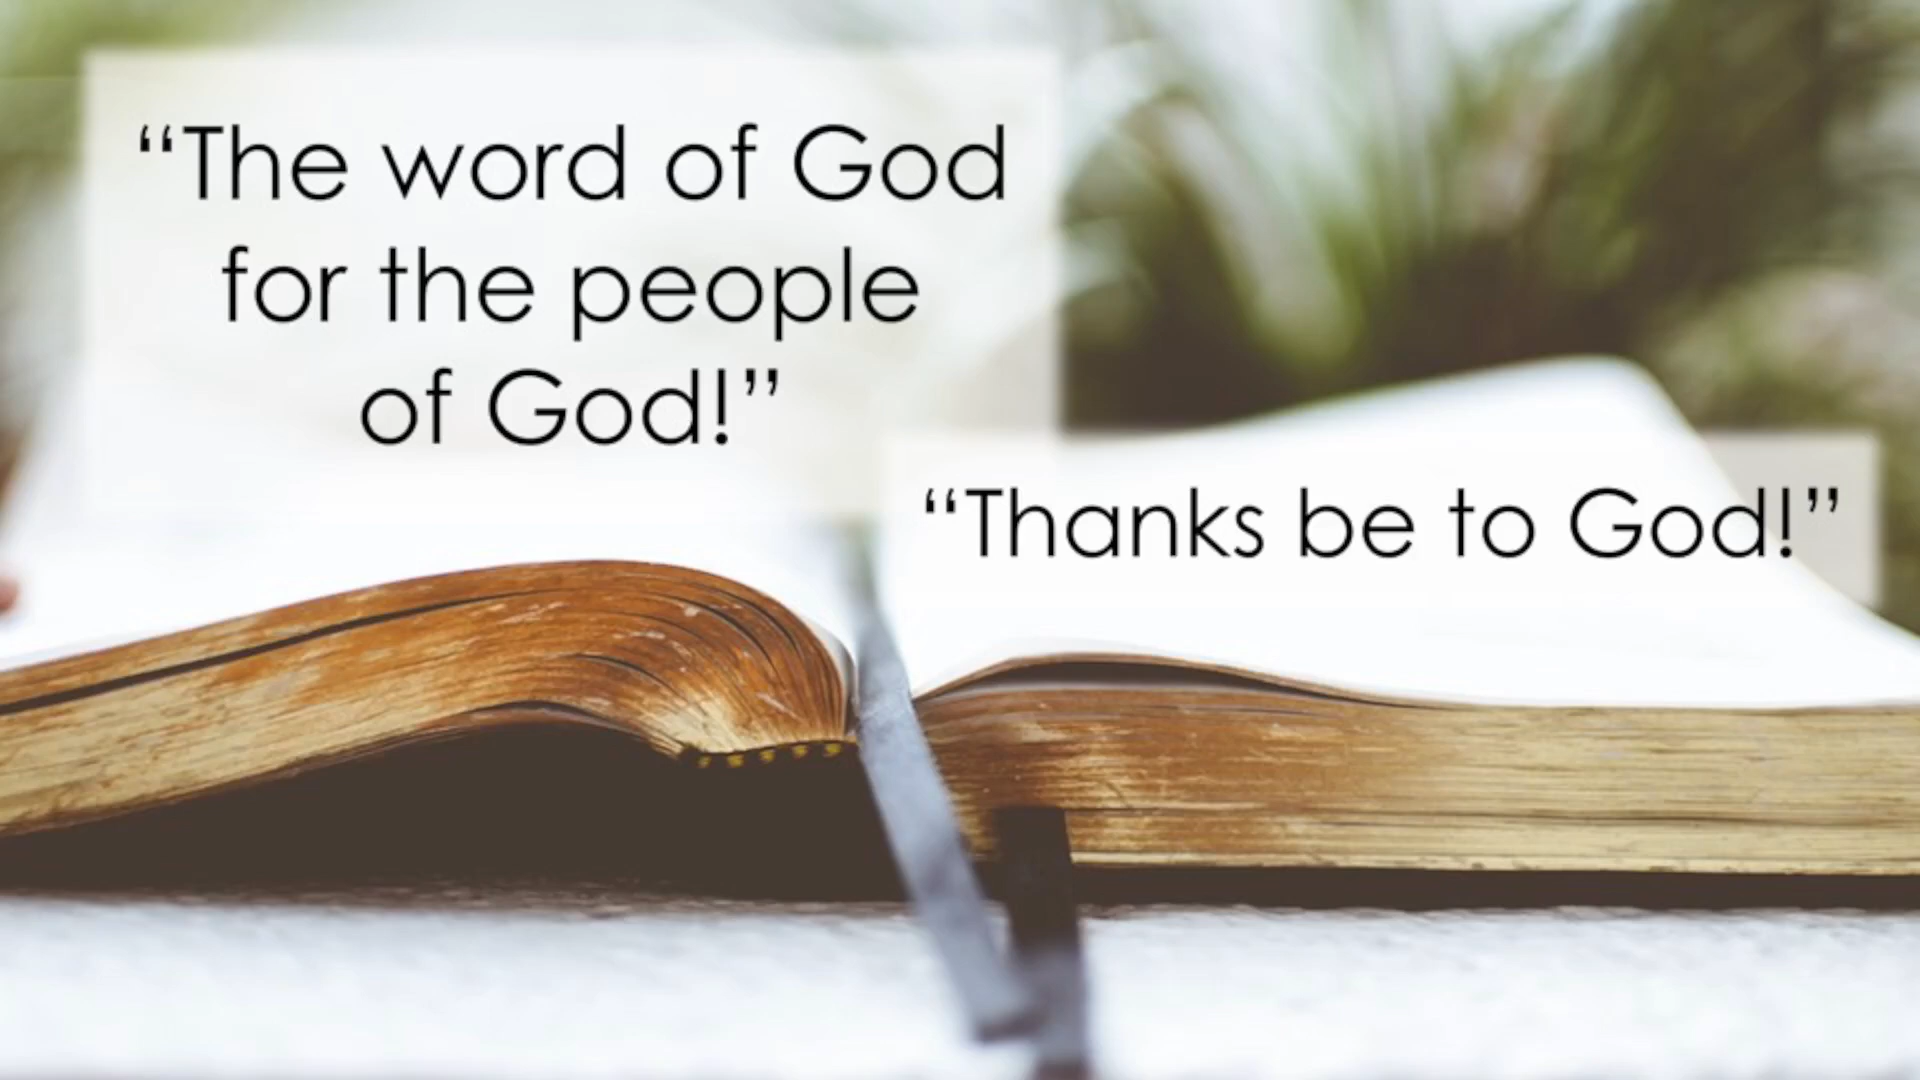 “The word of God
for the people
of God!”
“Thanks be to God!”